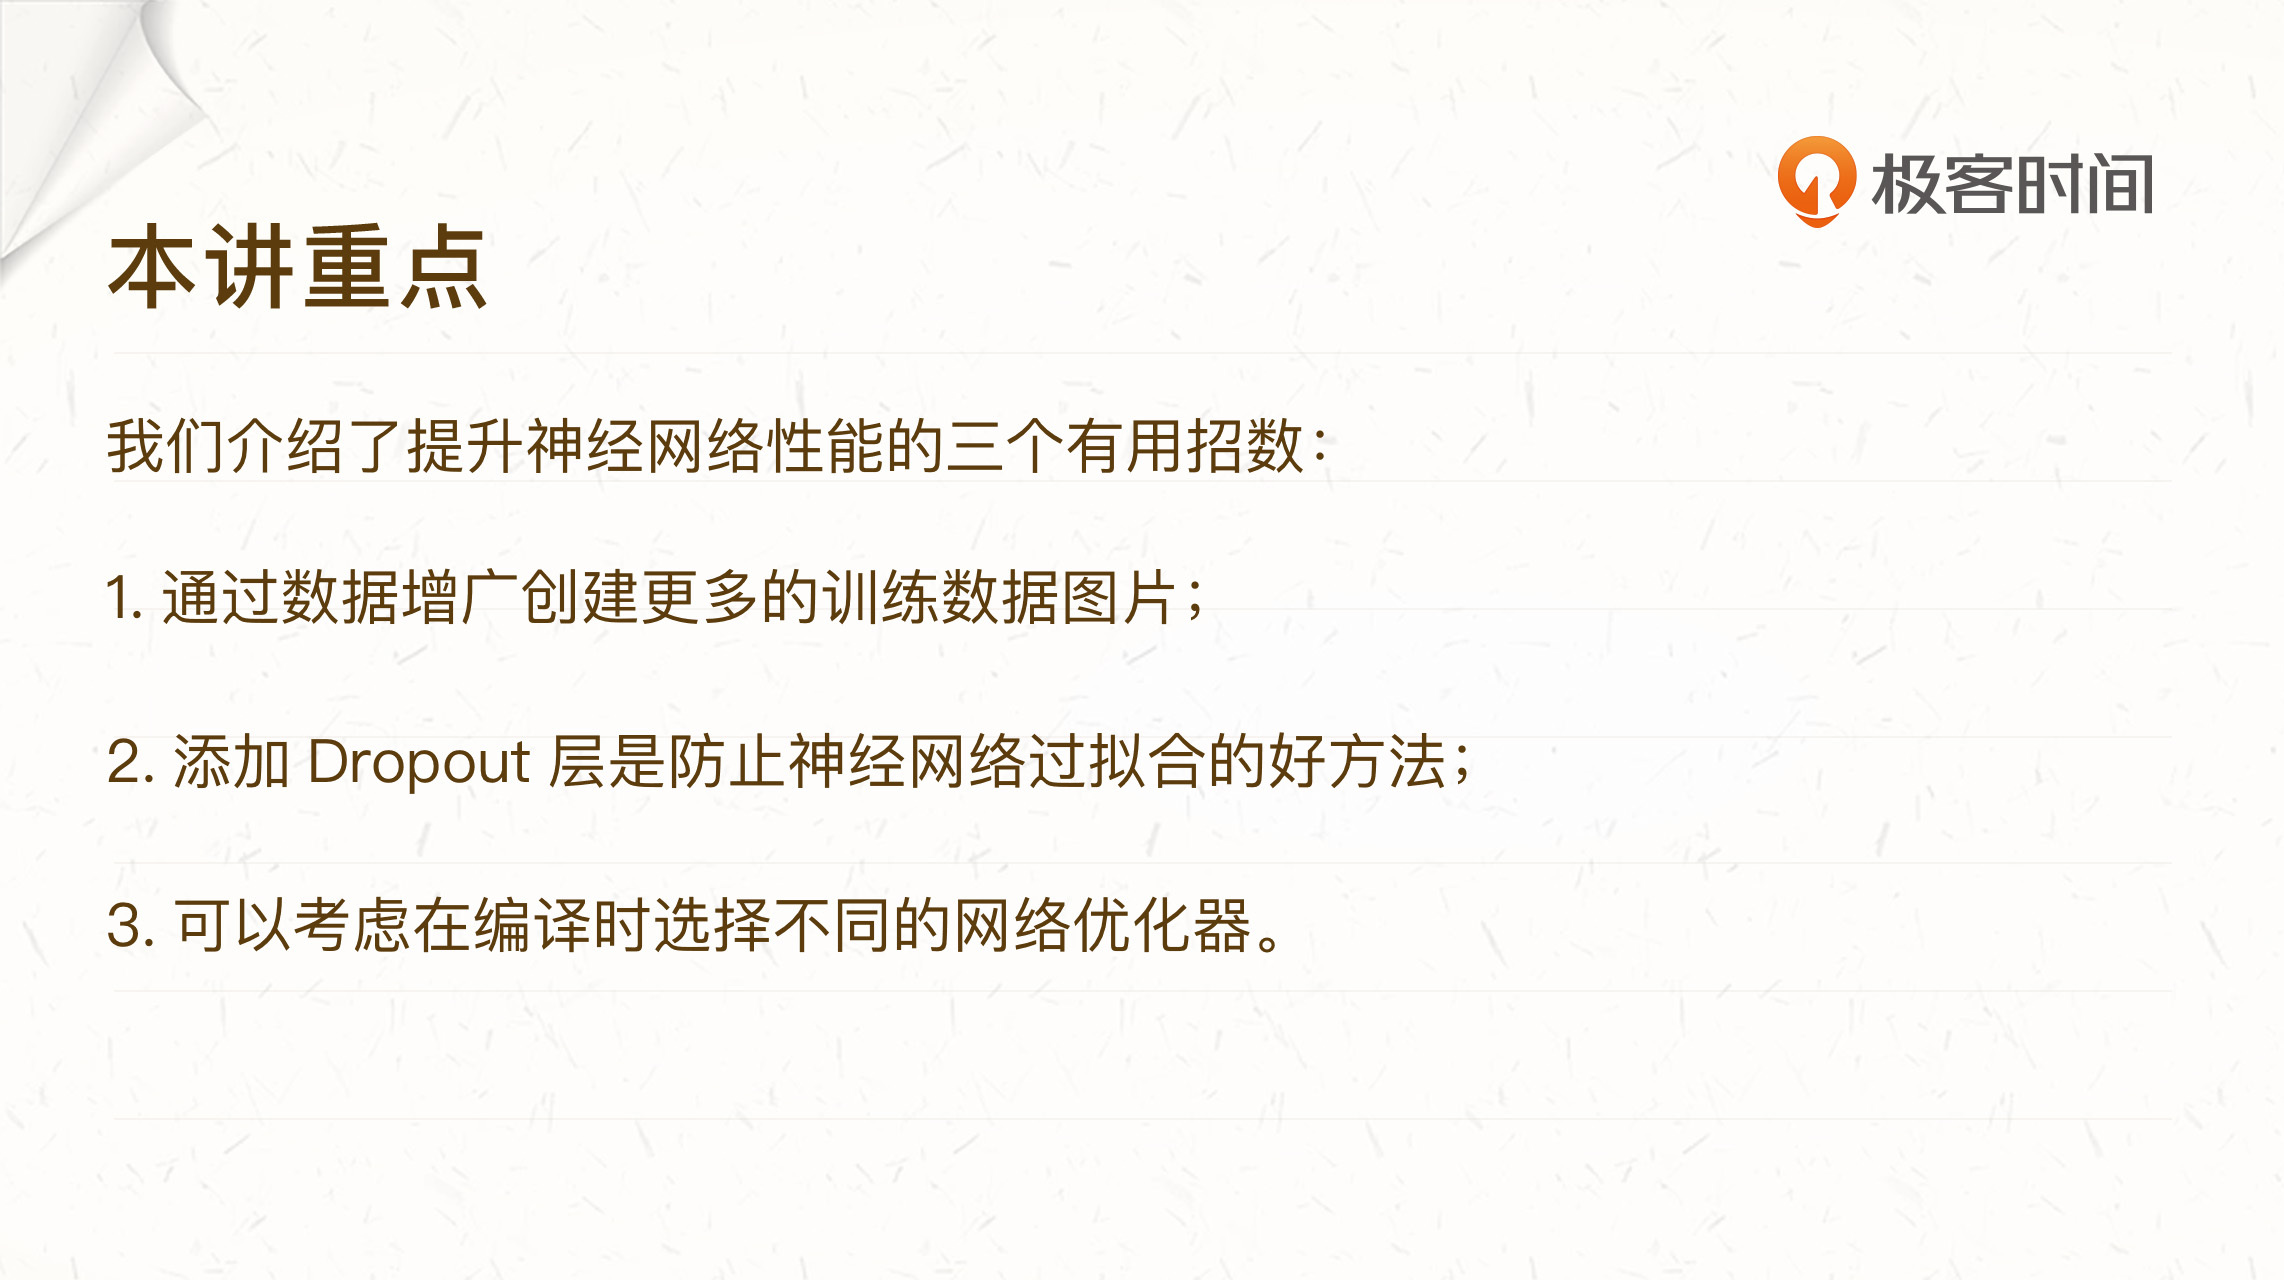 极客时间
本讲重点
我们介绍了提升神经网络性能的三个有用招数：
1. 通过数据增广创建更多的训练数据图片；
2. 添加 Dropout 层是防止神经网络过拟合的好方法；
3. 可以考虑在编译时选择不同的网络优化器。